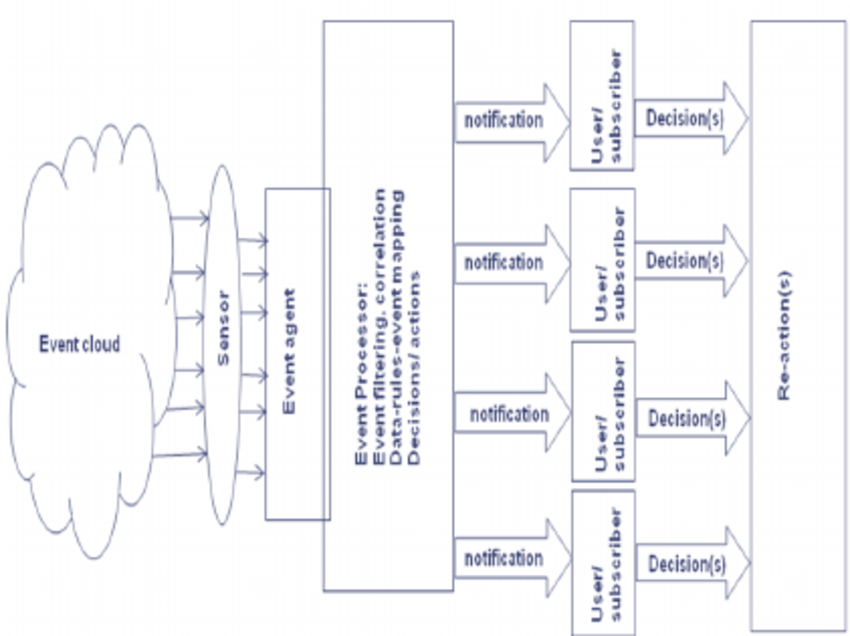 Event cloud
Sensor
Event agent
Event Processor:
Event filtering, correlation
Data-rules-event mapping
Decisions/ actions
notification
User/
subscriber
Decision(s)
notification
User/
subscriber
Decision(s)
notification
User/
subscriber
Decision(s)
notification
User/
subscriber
Decision(s)
Re-action(s)